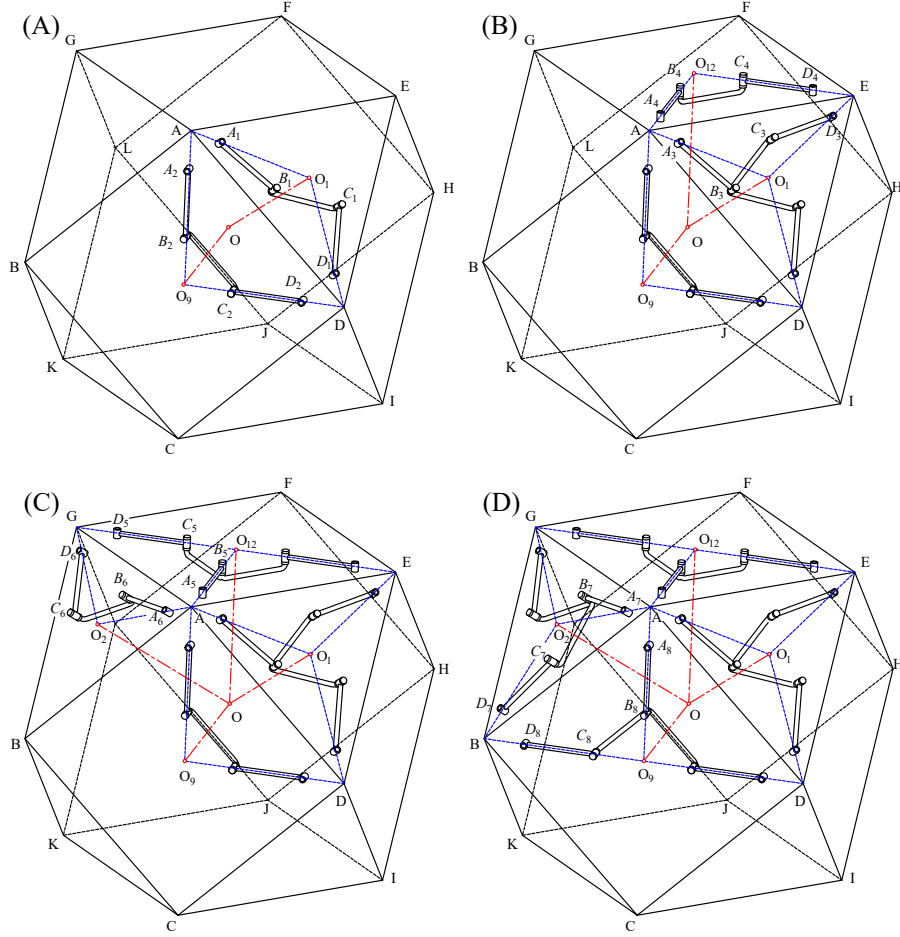 (A)
F
G
E
A
A₁
L
A₂
B₁
O₁
C₁
H
O
B₂
B
D₁
O₉
C₂
D₂
D
J
K
I
C
(B)
F
G
O₁₂
C₄
B₄
D₄
E
A₄
A
C₃
D₃
L
A₃
B₃
O₁
H
O
B
O₉
D
J
K
I
C
(C)
F
G
D₅
C₅
O₁₂
D₆
B₅
E
B₆
A₅
C₆
A₆
A
O₂
O₁
H
O
B
O₉
D
J
K
I
C
(D)
F
G
O₁₂
E
B₇
A₇
A
O₂
C₇
A₈
O₁
H
D₇
B₈
O
B
D₈
C₈
O₉
D
J
K
I
C